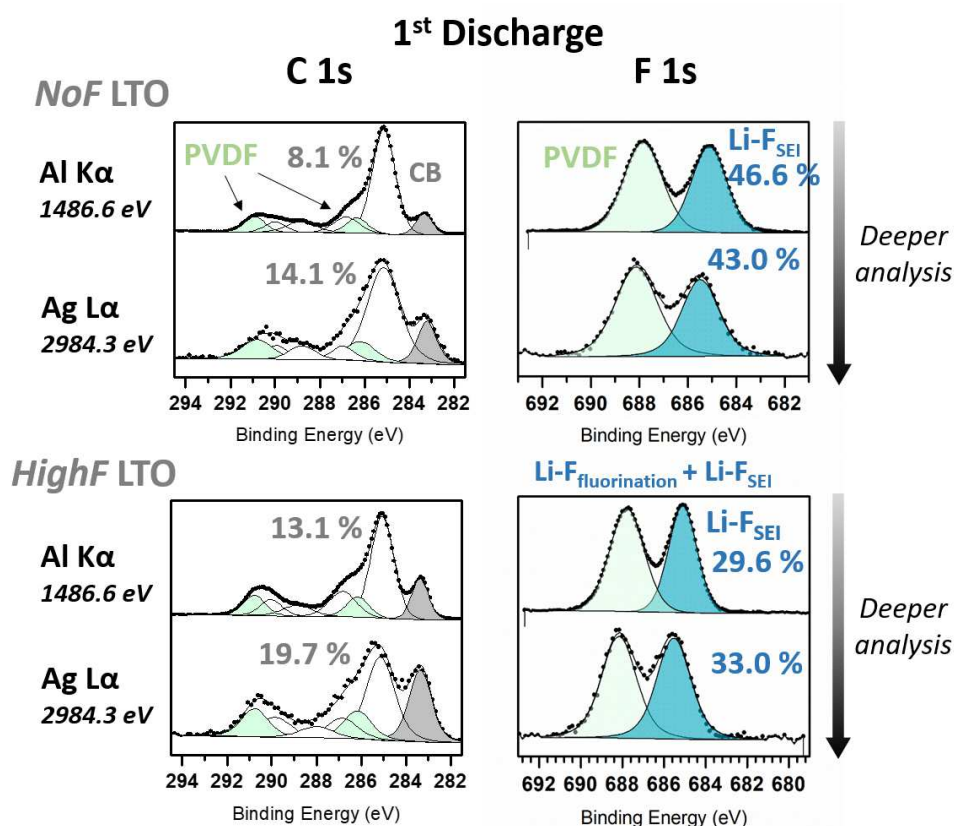 1st Discharge
C 1s
F 1s
NoF LTO
Al Kα
1486.6 eV
PVDF
8.1 %
CB
PVDF
Li-FSEI
46.6 %
Ag Lα
2984.3 eV
14.1 %
43.0 %
Deeper
analysis
294 292 290 288 286 284 282
Binding Energy (eV)
692 690 688 686 684 682
Binding Energy (eV)
HighF LTO
Li-Ffluorination + Li-FSEI
Al Kα
1486.6 eV
13.1 %
Li-FSEI
29.6 %
Ag Lα
2984.3 eV
19.7 %
33.0 %
Deeper
analysis
294 292 290 288 286 284 282
Binding Energy (eV)
692 690 688 686 684 682 680
Binding Energy (eV)